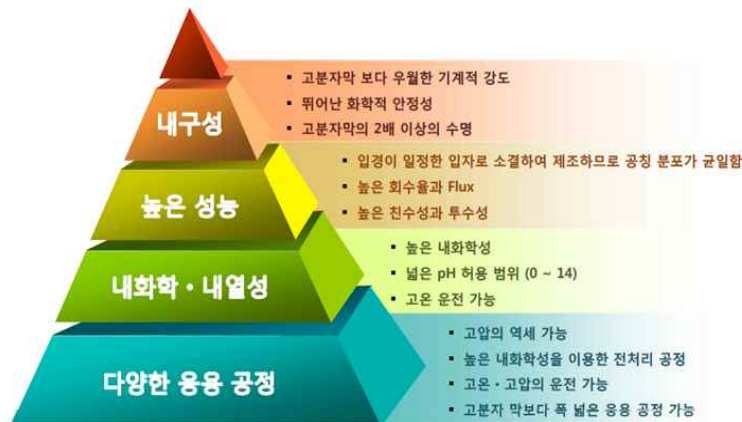 내구성
▪ 고분자막 보다 우월한 기계적 강도
▪ 뛰어난 화학적 안정성
▪ 고분자막의 2배 이상의 수명
높은 성능
▪ 입경이 일정한 입자로 소결하여 제조하므로 공칭 분포가 균일함
▪ 높은 회수율과 Flux
▪ 높은 친수성과 투수성
내화학・내열성
▪ 높은 내화학성
▪ 넓은 pH 허용 범위 (0 ~ 14)
▪ 고온 운전 가능
다양한 응용 공정
▪ 고압의 역세 가능
▪ 높은 내화학성을 이용한 전처리 공정
▪ 고온・고압의 운전 가능
▪ 고분자 막보다 폭 넓은 응용 공정 가능